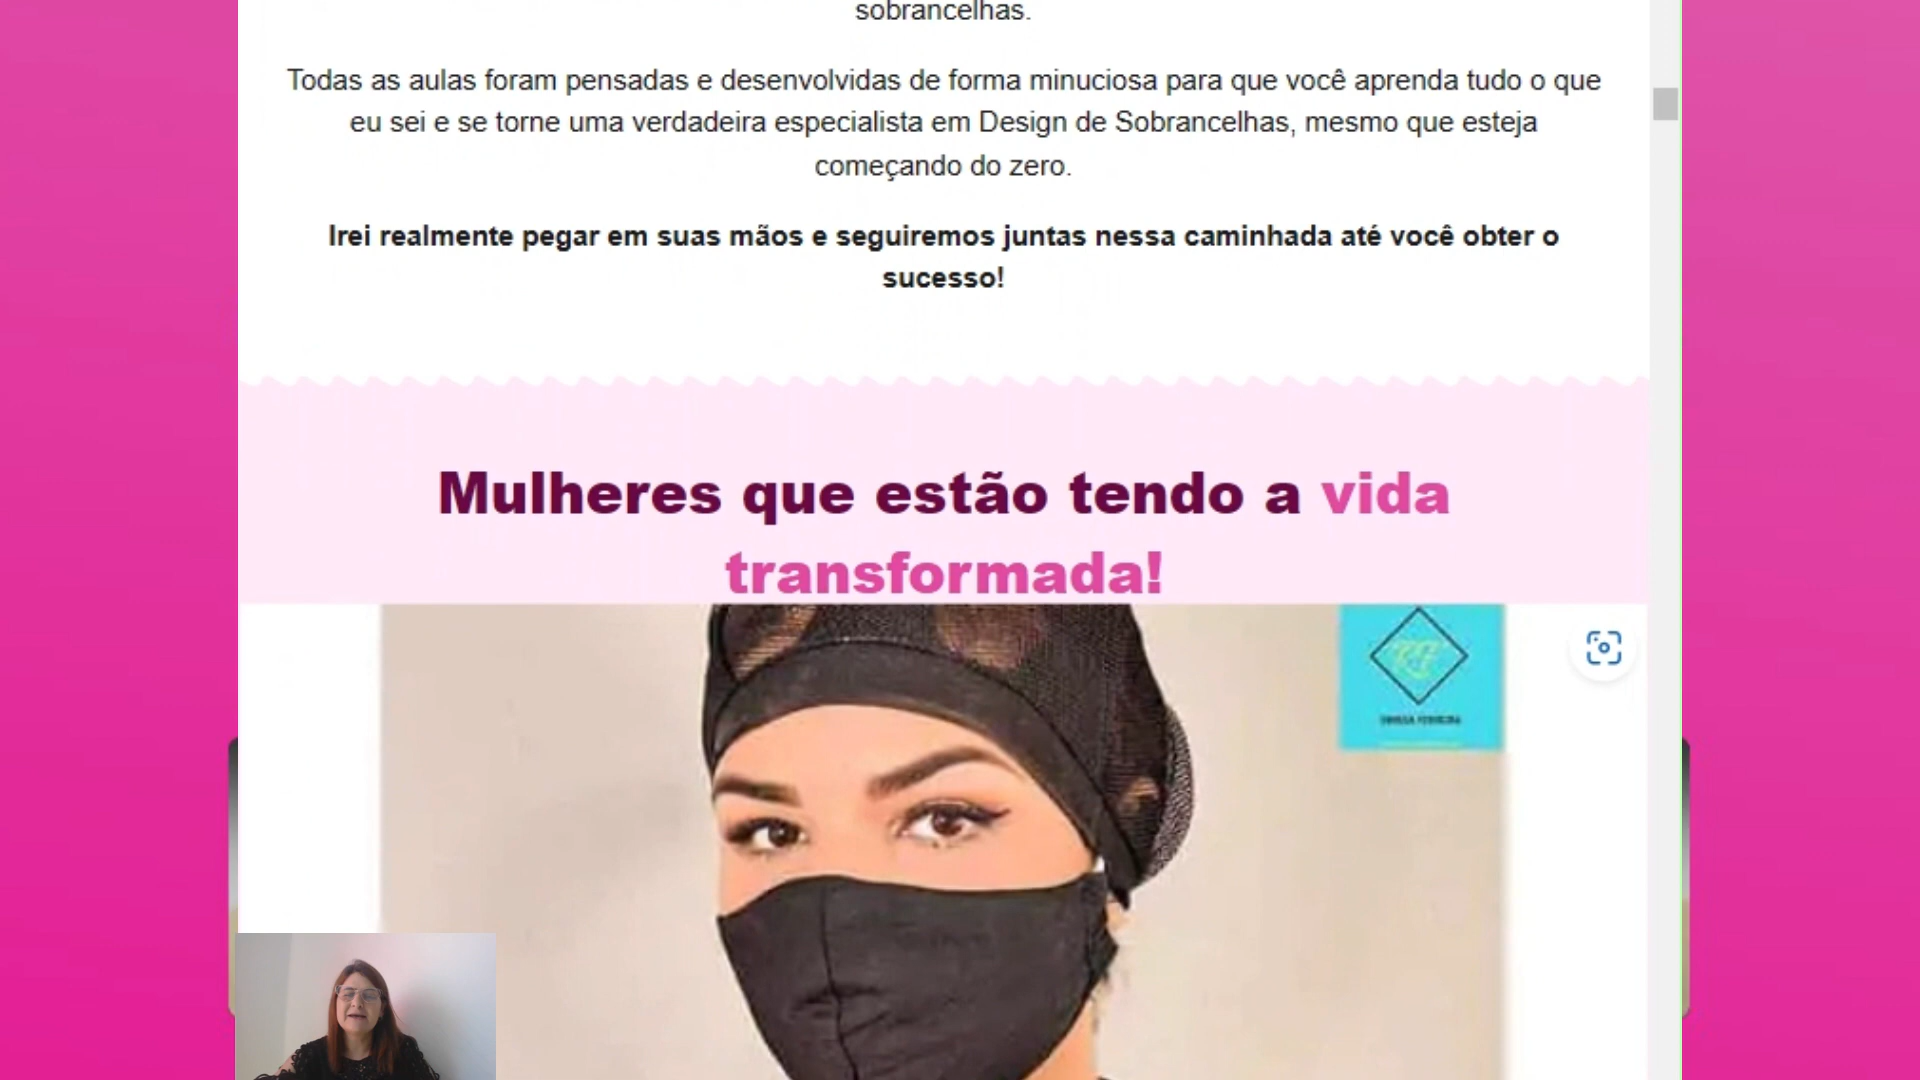 sobrancelhas.
Todas as aulas foram pensadas e desenvolvidas de forma minuciosa para que você aprenda tudo o que
eu sei e se torne uma verdadeira especialista em Design de Sobrancelhas, mesmo que esteja
começando do zero.
Irei realmente pegar em suas mãos e seguiremos juntas nessa caminhada até você obter o
sucesso!
Mulheres que estão tendo a vida
transformada!